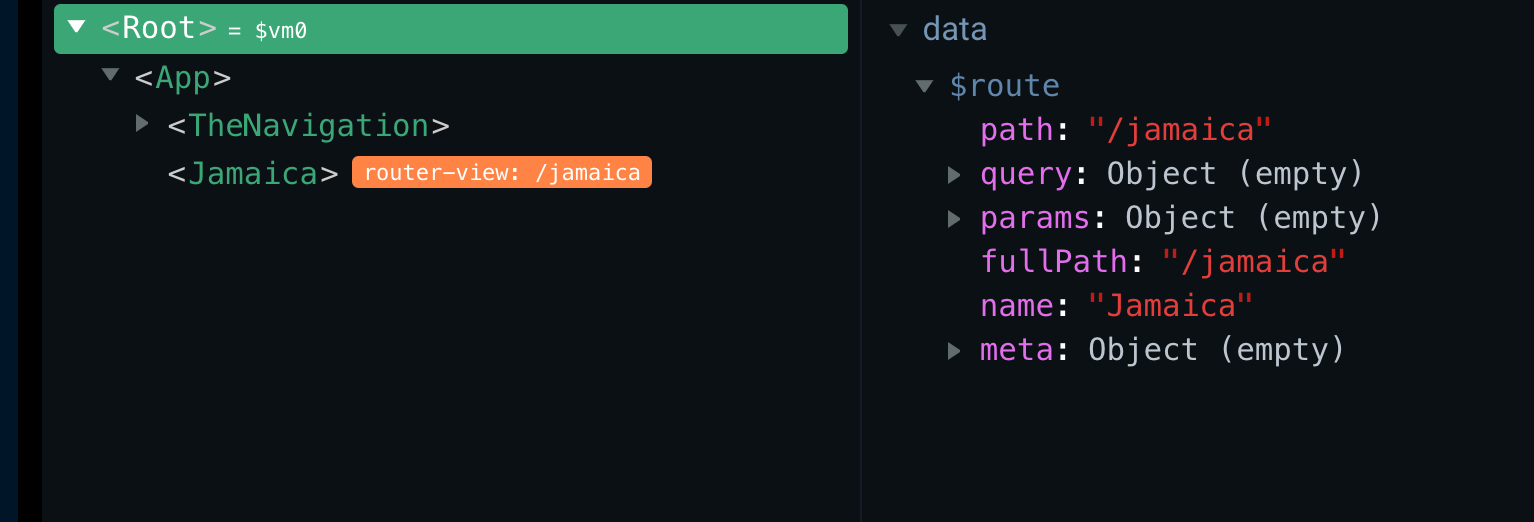 <Root> = $vm0
<App>
<TheNavigation>
<Jamaica> router-view: /jamaica
data
$route
path: "/jamaica"
query: Object (empty)
params: Object (empty)
fullPath: "/jamaica"
name: "Jamaica"
meta: Object (empty)